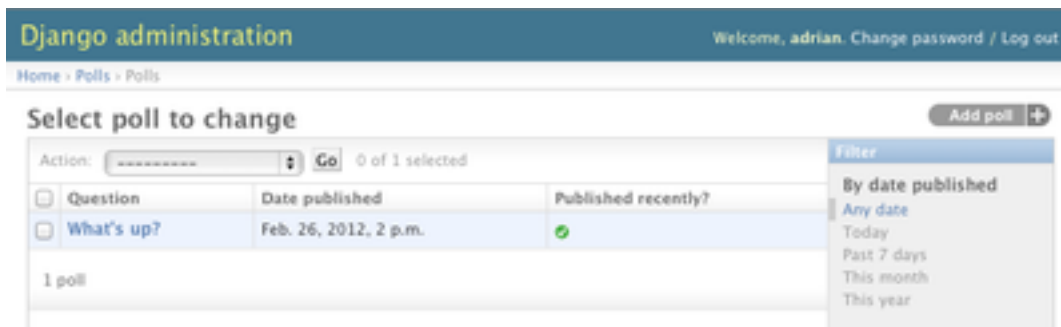 Django administration
Welcome, adrian. Change password / Log out
Home › Polls › Polls
Select poll to change
Add poll +
Action: --------- Go 0 of 1 selected
Question Date published Published recently?
What's up? Feb. 26, 2012, 2 p.m.
1 poll
Filter
By date published
Any date
Today
Past 7 days
This month
This year